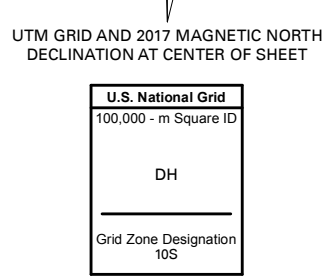 UTM GRID AND 2017 MAGNETIC NORTH
DECLINATION AT CENTER OF SHEET
U.S. National Grid
100,000 - m Square ID
DH
Grid Zone Designation
10S